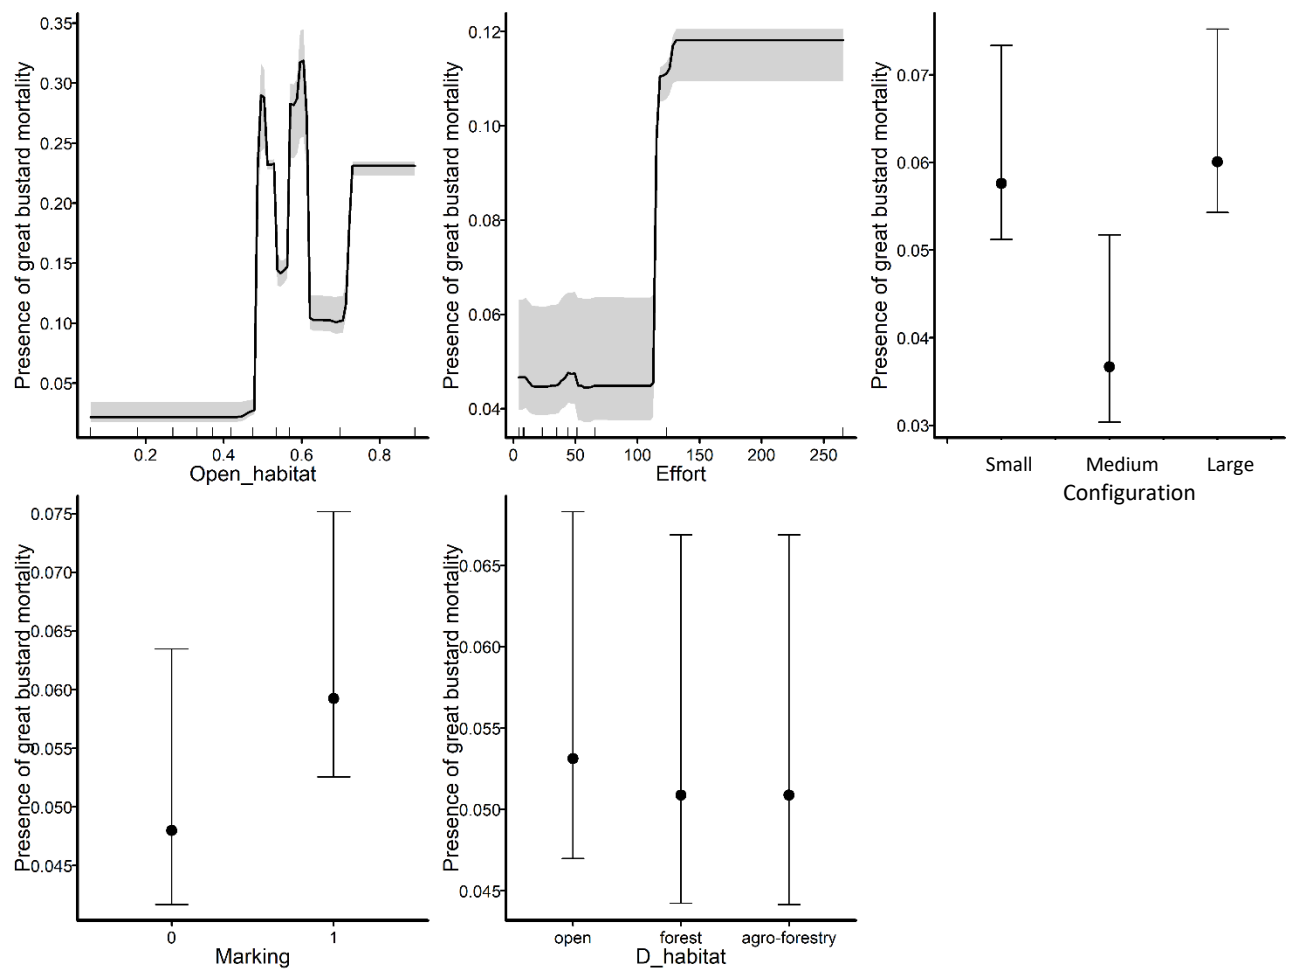 Presence of great bustard mortality
0.35
0.30
0.25
0.20
0.15
0.10
0.05
0.2 0.4 0.6 0.8
Open_habitat
Presence of great bustard mortality
0.12
0.10
0.08
0.06
0.04
0 50 100 150 200 250
Effort
Presence of great bustard mortality
0.07
0.06
0.05
0.04
0.03
Small Medium Large
Configuration
Presence of great bustard mortality
0.075
0.070
0.065
0.060
0.055
0.050
0.045
0 1
Marking
Presence of great bustard mortality
0.065
0.060
0.055
0.050
0.045
open forest agro-forestry
D_habitat